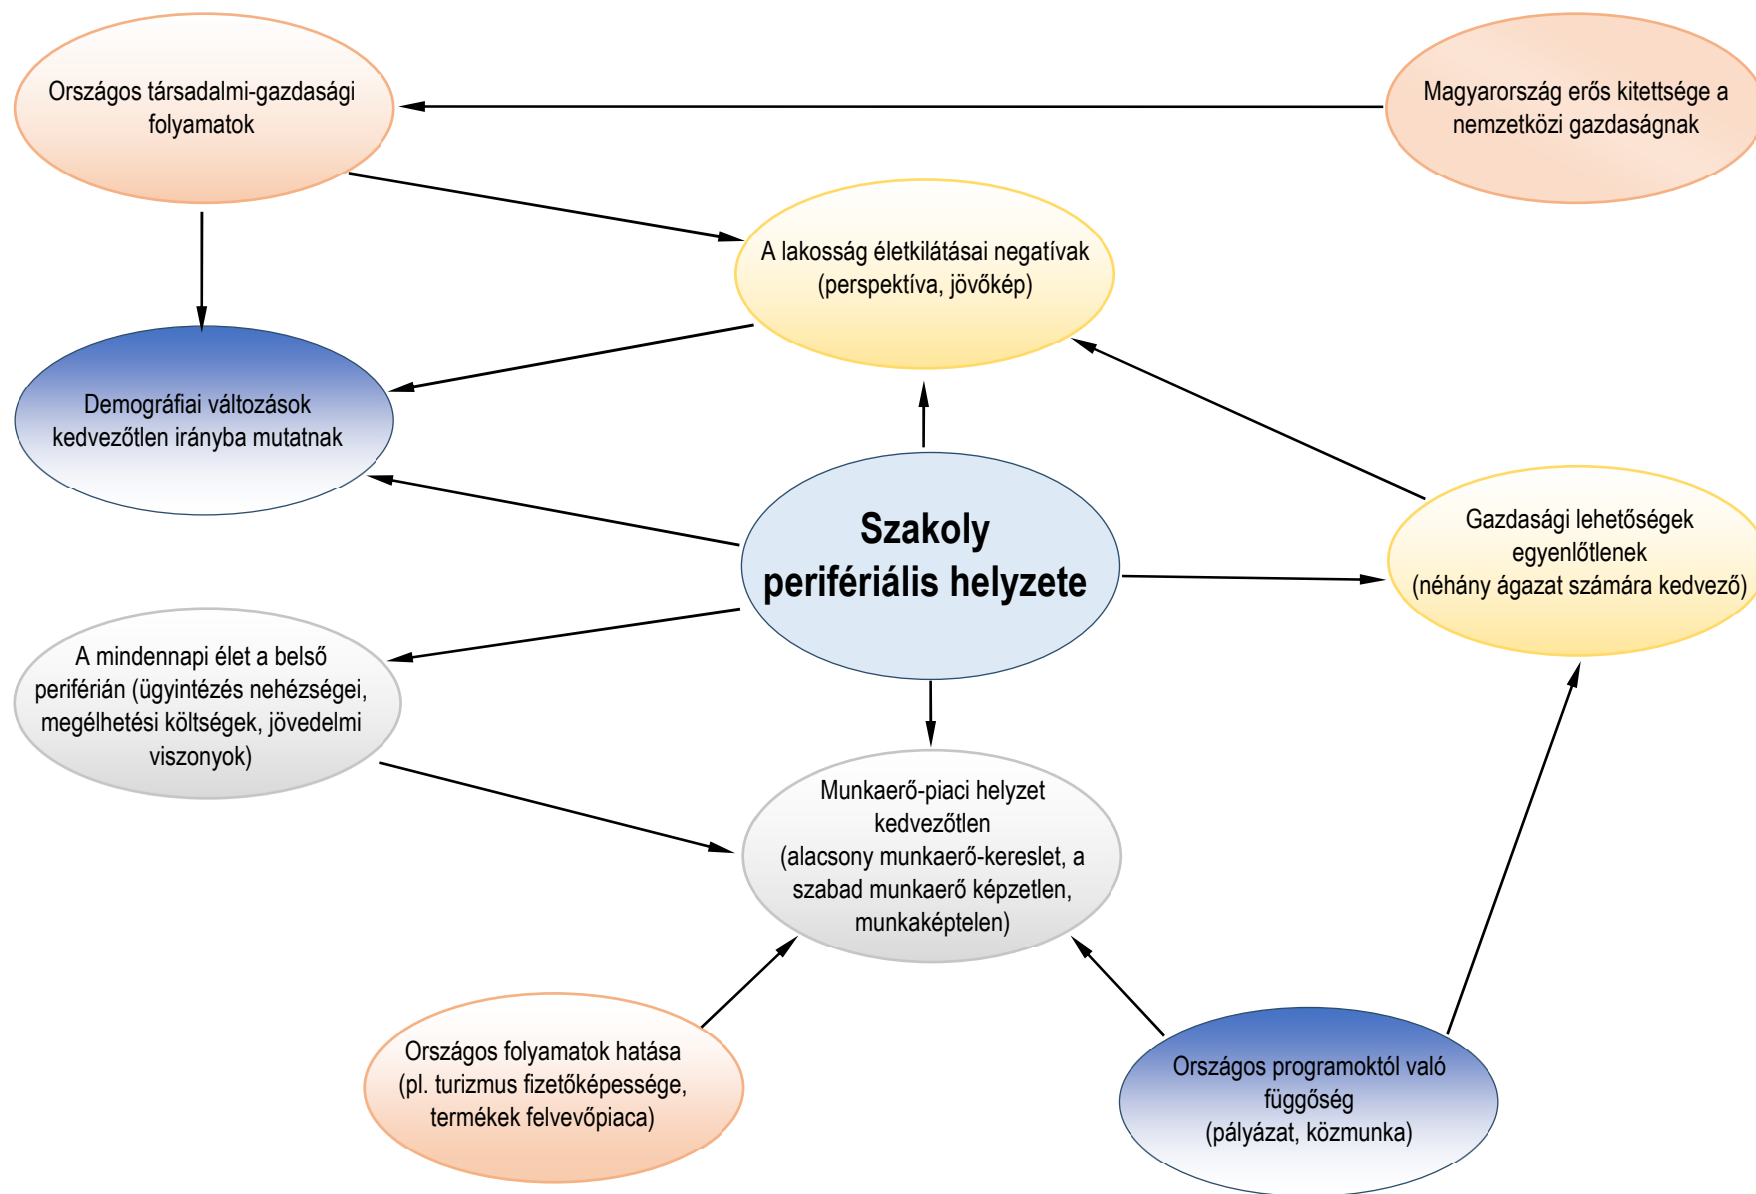 Országos társadalmi-gazdasági
folyamatok
Magyarország erős kitettsége a
nemzetközi gazdaságnak
A lakosság életkilátásai negatívak
(perspektíva, jövőkép)
Demográfiai változások
kedvezőtlen irányba mutatnak
Szakoly
perifériális helyzete
Gazdasági lehetőségek
egyenlőtlenek
(néhány ágazat számára kedvező)
A mindennapi élet a belső
periférián (ügyintézés nehézségei,
megélhetési költségek, jövedelmi
viszonyok)
Munkaerő-piaci helyzet
kedvezőtlen
(alacsony munkaerő-kereslet, a
szabad munkaerő képzetlen,
munkaképtelen)
Országos folyamatok hatása
(pl. turizmus fizetőképessége,
termékek felvevőpiaca)
Országos programoktól való
függőség
(pályázat, közmunka)